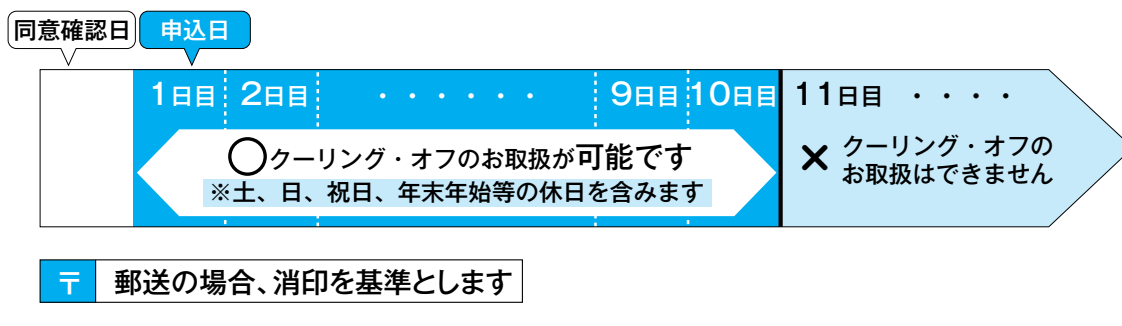 同意確認日 申込日
1日目 2日目 ・・・・・・ 9日目 10日目 11日目 ・・・・
◯クーリング・オフのお取扱が可能です
※土、日、祝日、年末年始等の休日を含みます
×クーリング・オフの
お取扱はできません
〒 郵送の場合、消印を基準とします